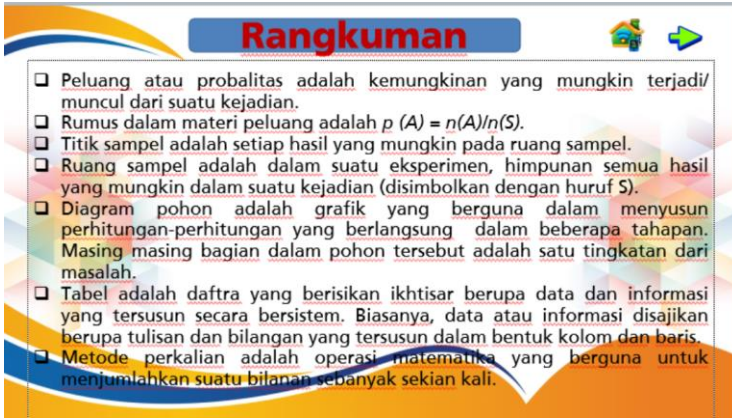 Rangkuman
❑ Peluang atau probalitas adalah kemungkinan yang mungkin terjadi/
muncul dari suatu kejadian.
❑ Rumus dalam materi peluang adalah p (A) = n(A)/n(S).
❑ Titik sampel adalah setiap hasil yang mungkin pada ruang sampel.
❑ Ruang sampel adalah dalam suatu eksperimen, himpunan semua hasil
yang mungkin dalam suatu kejadian (disimbolkan dengan huruf S).
❑ Diagram pohon adalah grafik yang berguna dalam menyusun
perhitungan-perhitungan yang berlangsung dalam beberapa tahapan.
Masing masing bagian dalam pohon tersebut adalah satu tingkatan dari
masalah.
❑ Tabel adalah daftra yang berisikan ikhtisar berupa data dan informasi
yang tersusun secara bersistem. Biasanya, data atau informasi disajikan
berupa tulisan dan bilangan yang tersusun dalam bentuk kolom dan baris.
❑ Metode perkalian adalah operasi matematika yang berguna untuk
menjumlahkan suatu bilanan sebanyak sekian kali.